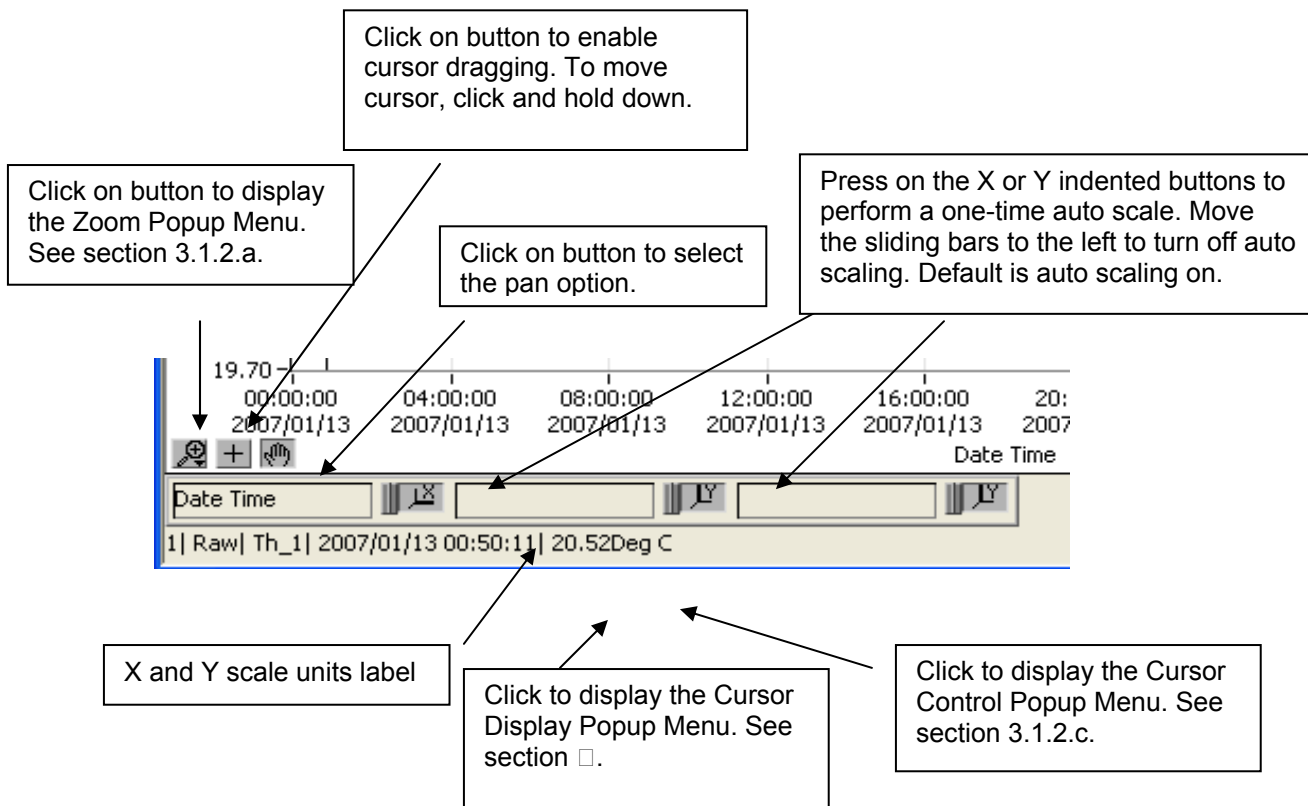 Click on button to enable
cursor dragging. To move
cursor, click and hold down.
Click on button to display
the Zoom Popup Menu.
See section 3.1.2.a.
Click on button to select
the pan option.
Press on the X or Y indented buttons to
perform a one-time auto scale. Move
the sliding bars to the left to turn off auto
scaling. Default is auto scaling on.
19.70
00:00:00 04:00:00 08:00:00 12:00:00 16:00:00 20:
2007/01/13 2007/01/13 2007/01/13 2007/01/13 2007/01/13 2007
Date Time
Date Time X Y Y
1| Raw| Th_1| 2007/01/13 00:50:11| 20.52Deg C
X and Y scale units label
Click to display the Cursor
Display Popup Menu. See
section □.
Click to display the Cursor
Control Popup Menu. See
section 3.1.2.c.